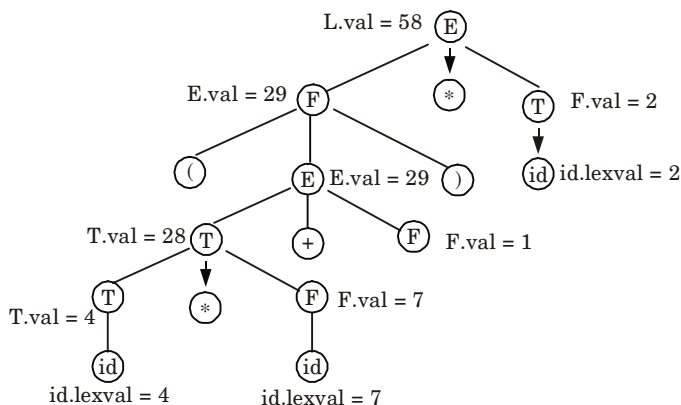 L.val = 58 E
E.val = 29 F * T F.val = 2
( E E.val = 29 ) id id.lexval = 2
T.val = 28 T + F F.val = 1
T.val = 4 T * F F.val = 7
id id
id.lexval = 4 id.lexval = 7